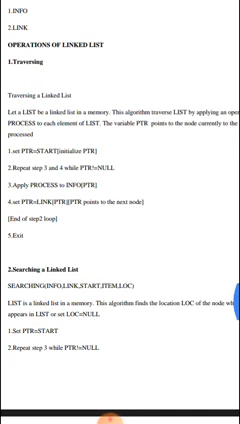 1.INFO
2.LINK
OPERATIONS OF LINKED LIST
1.Traversing
Traversing a Linked List
Let a LIST be a linked list in a memory. This algorithm traverse LIST by applying an oper
PROCESS to each element of LIST. The variable PTR points to the node currently to the
processed
1.set PTR=START[initialize PTR]
2.Repeat step 3 and 4 while PTR!=NULL
3.Apply PROCESS to INFO[PTR]
4.set PTR=LINK[PTR][PTR points to the next node]
[End of step2 loop]
5.Exit
2.Searching a Linked List
SEARCHING(INFO,LINK,START,ITEM,LOC)
LIST is a linked list in a memory. This algorithm finds the location LOC of the node wh
appears in LIST or set LOC=NULL
1.Set PTR=START
2.Repeat step 3 while PTR!=NULL